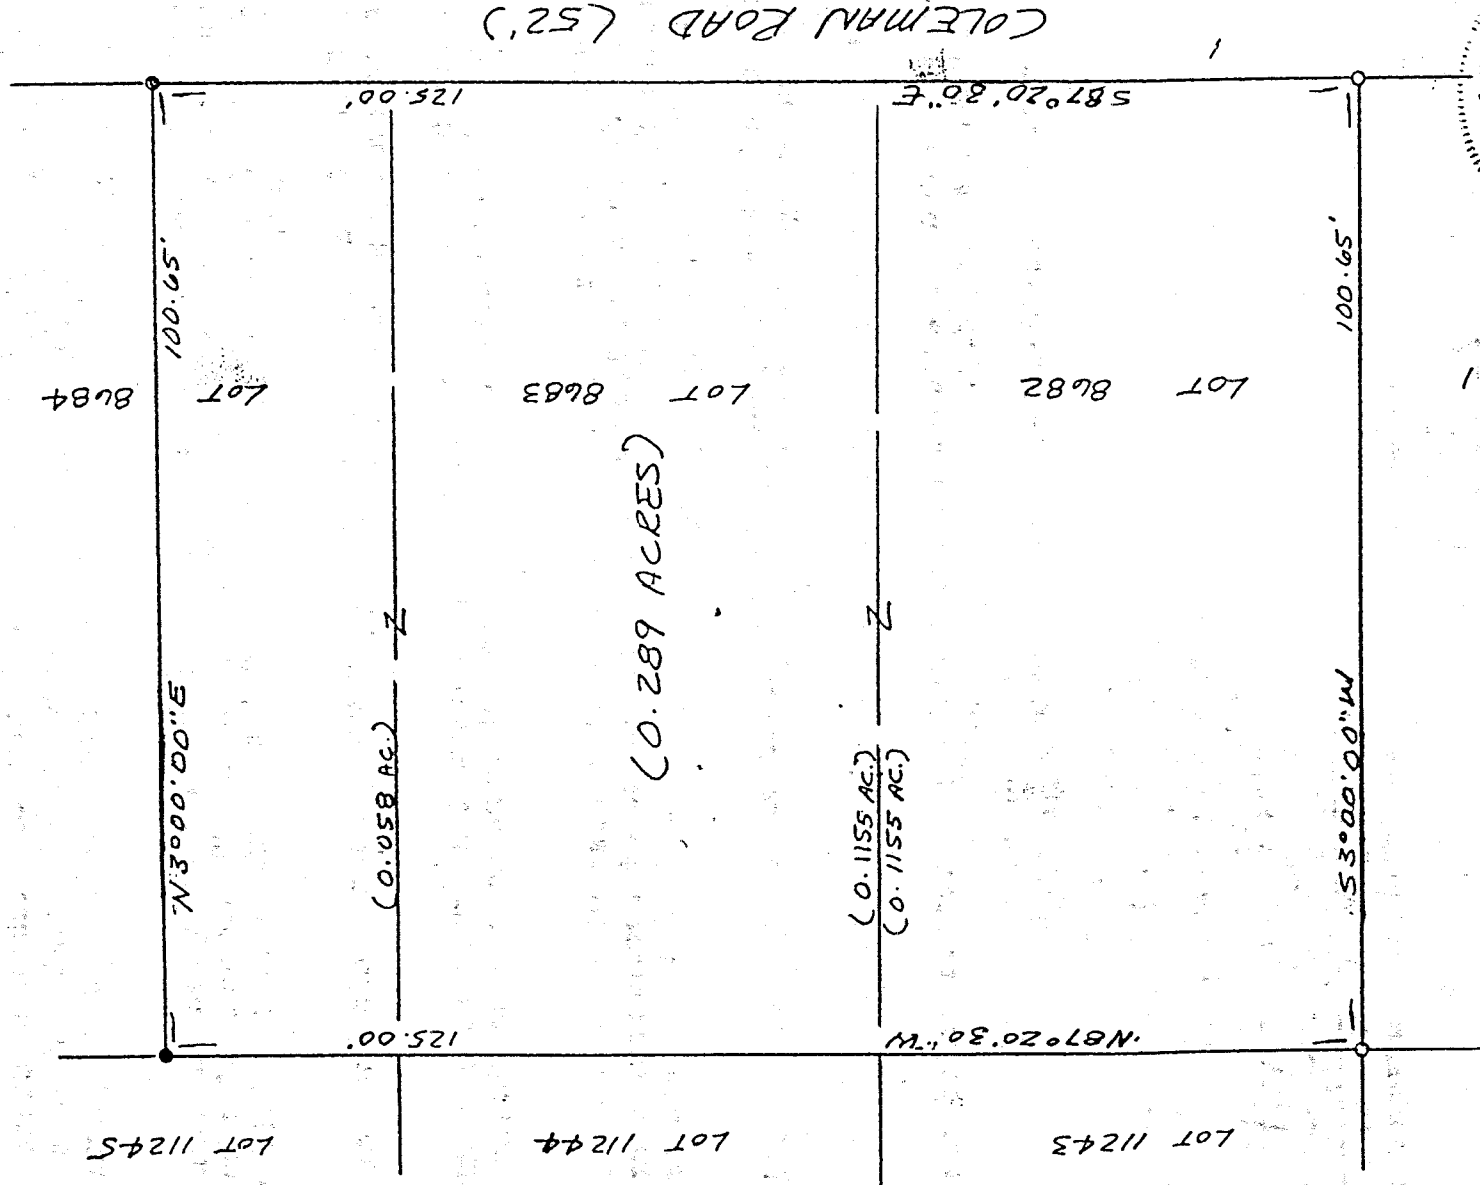 LOT 11243
LOT 11244
LOT 11245
N87°20'30"W
125.00'
S3°00'00"W
(0.1155 AC.)
(0.1155 AC.)
(0.058 AC.)
N3°00'00"E
(0.289 ACRES)
LOT 8682
LOT 8683
LOT 8684
100.65'
100.65'
S87°20'30"E
125.00'
COLEMAN ROAD (52')